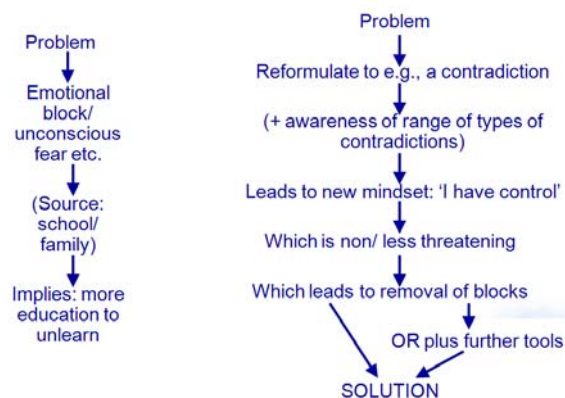 Problem
Emotional
block/
unconscious
fear etc.
(Source:
school/
family)
Implies: more
education to
unlearn
Problem
Reformulate to e.g., a contradiction
(+ awareness of range of types of
contradictions)
Leads to new mindset: 'I have control'
Which is non/ less threatening
Which leads to removal of blocks
OR plus further tools
SOLUTION